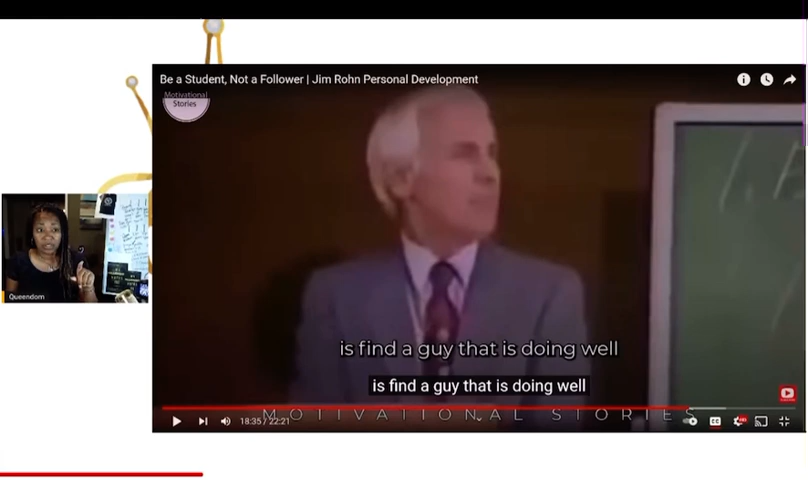 Be a Student, Not a Follower | Jim Rohn Personal Development
Motivational
Stories
Queendom
is find a guy that is doing well
is find a guy that is doing well
MOTIVATIONAL STORIES
18:35 / 22:21
CC